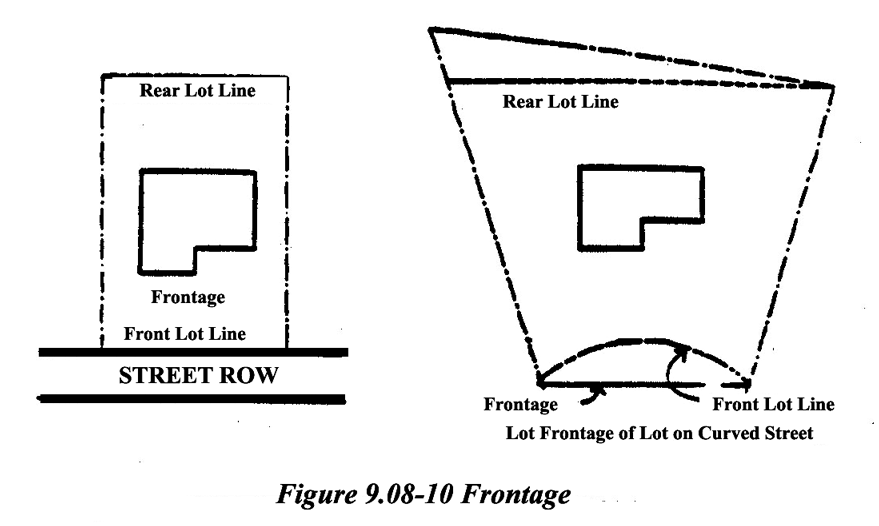 Rear Lot Line
Frontage
Front Lot Line
STREET ROW
Rear Lot Line
Frontage
Front Lot Line
Lot Frontage of Lot on Curved Street
Figure 9.08-10 Frontage